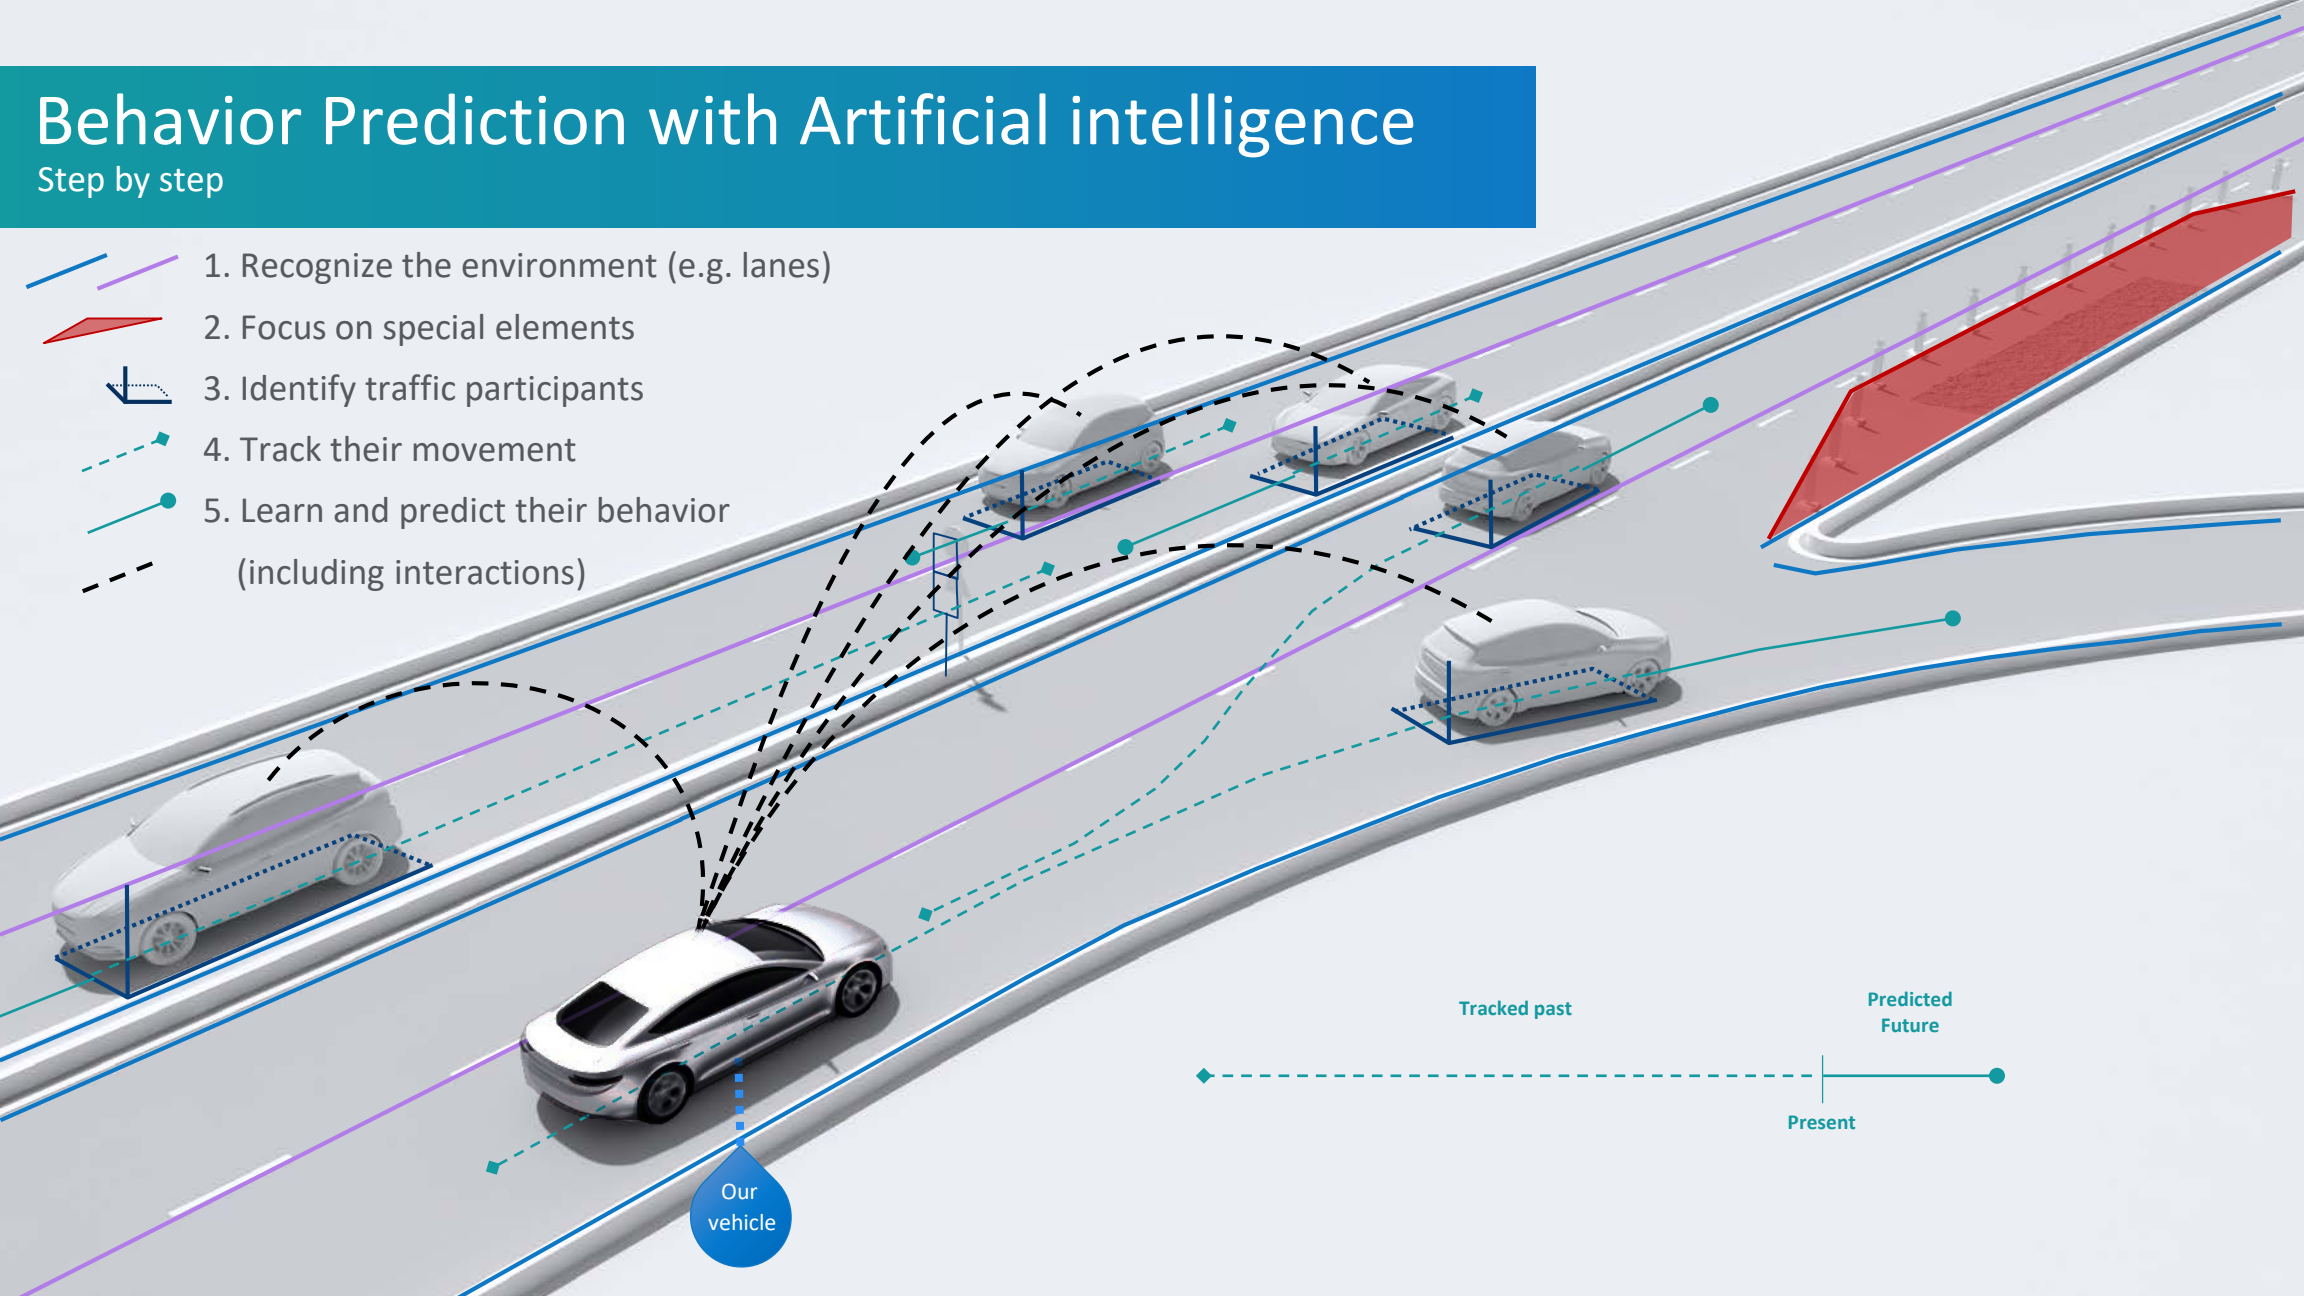 Behavior Prediction with Artificial intelligence
Step by step
1. Recognize the environment (e.g. lanes)
2. Focus on special elements
3. Identify traffic participants
4. Track their movement
5. Learn and predict their behavior
(including interactions)
Tracked past
Predicted
Future
Present
Our
vehicle